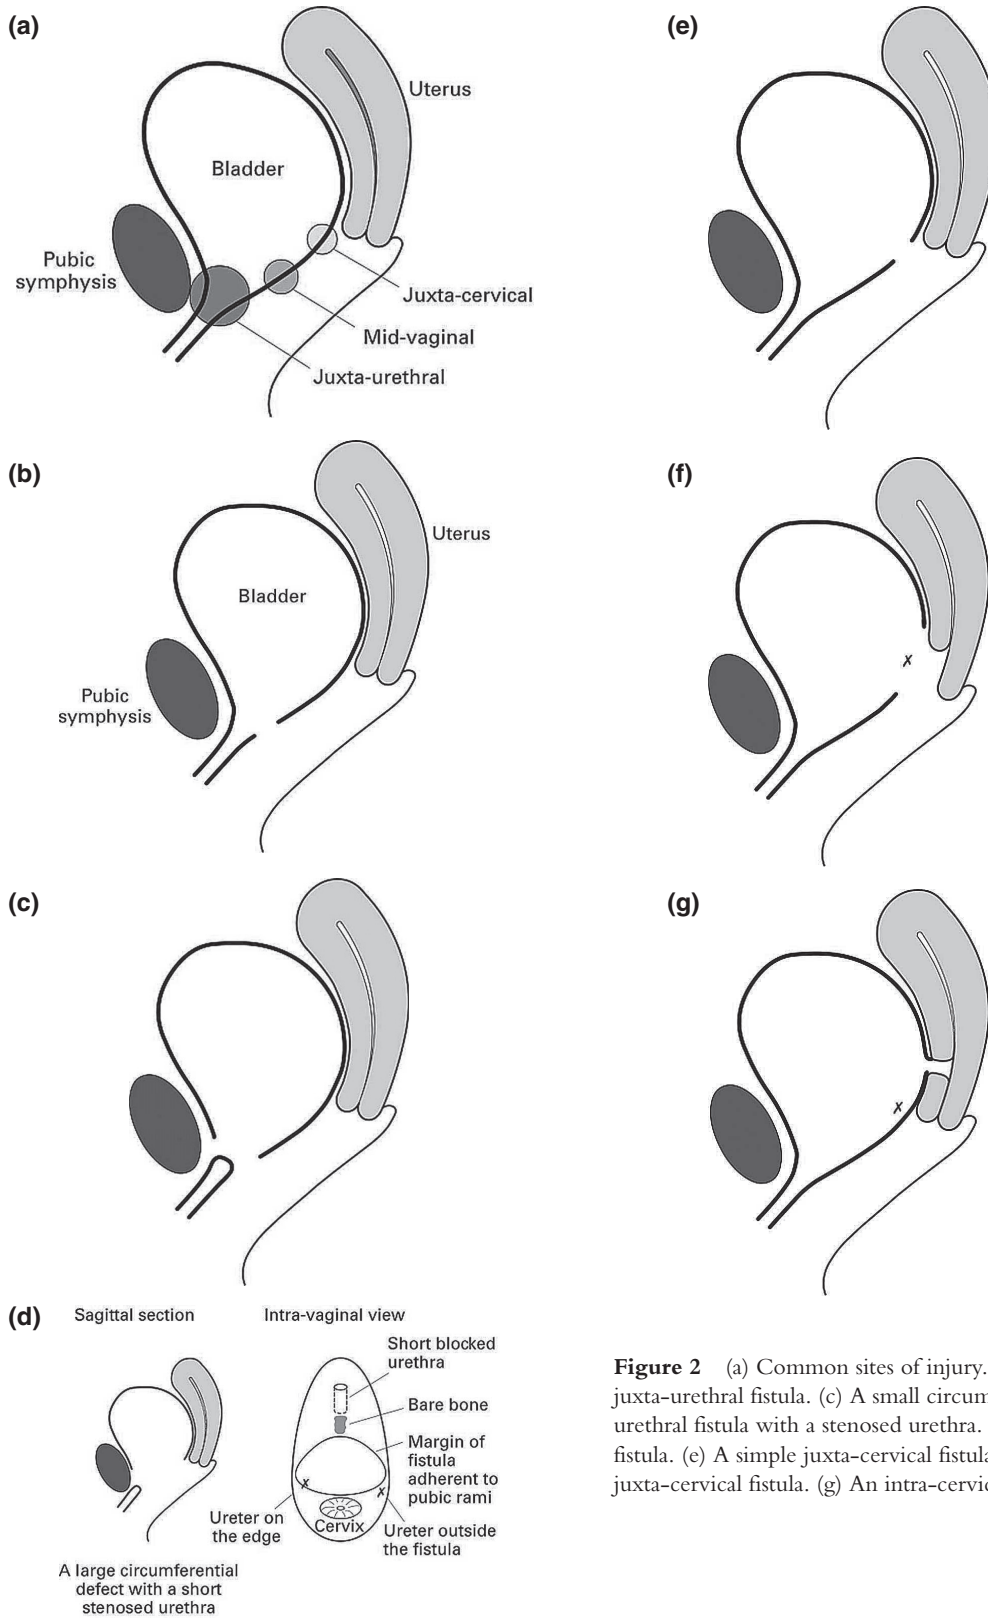 (a)
Uterus
Bladder
Pubic
symphysis
Juxta-cervical
Mid-vaginal
Juxta-urethral
(b)
Uterus
Bladder
Pubic
symphysis
(c)
(d)
Sagittal section
A large circumferential
defect with a short
stenosed urethra
Intra-vaginal view
Short blocked
urethra
Bare bone
Margin of
fistula
adherent to
pubic rami
Ureter on
the edge
Cervix
Ureter outside
the fistula
(e)
(f)
x
(g)
x
Figure 2 (a) Common sites of injury.
juxta-urethral fistula. (c) A small circum
urethral fistula with a stenosed urethra.
fistula. (e) A simple juxta-cervical fistula
juxta-cervical fistula. (g) An intra-cervic